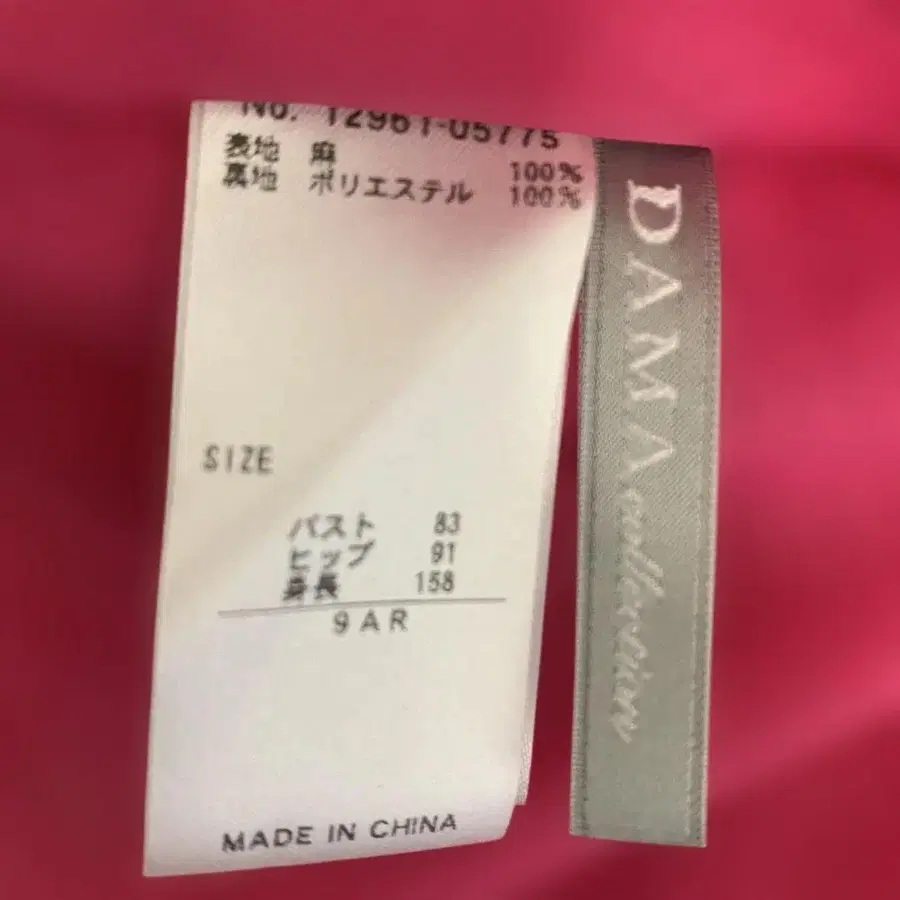 No. 12961-05775
表地 麻 100%
裏地 ポリエステル 100%
SIZE
バスト 83
ヒップ 91
身長 158
9AR
MADE IN CHINA
DAMA collection